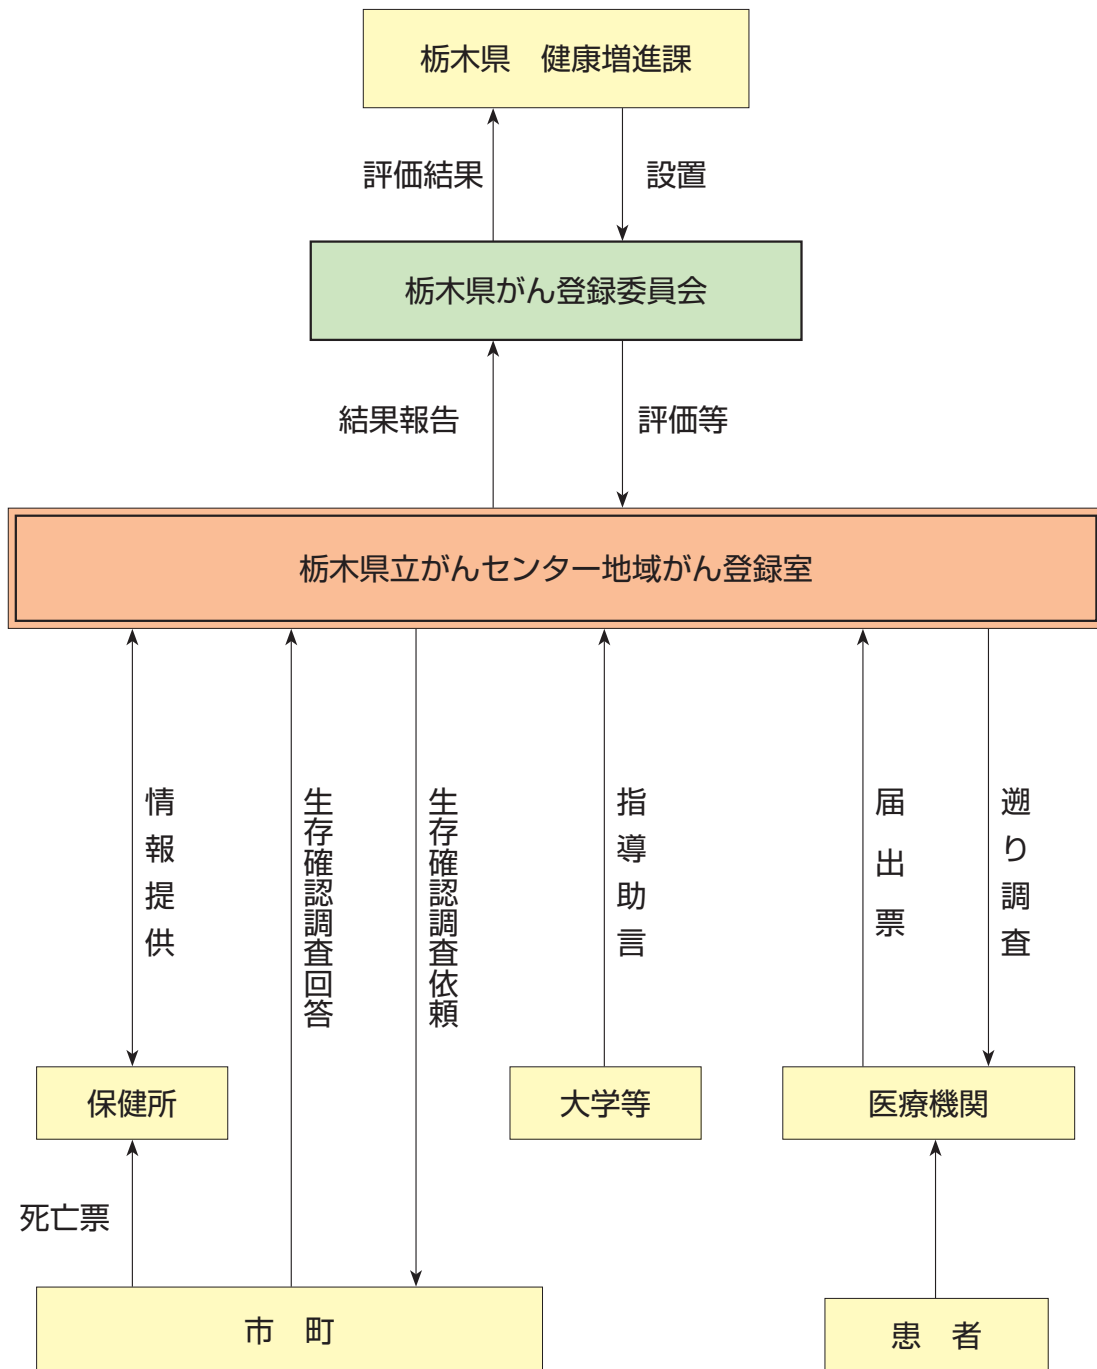 栃木県　健康増進課
評価結果
設置
栃木県がん登録委員会
結果報告
評価等
栃木県立がんセンター地域がん登録室
情報提供
生存確認調査回答
生存確認調査依頼
指導助言
届出票
遡り調査
保健所
大学等
医療機関
死亡票
市　町
患　者